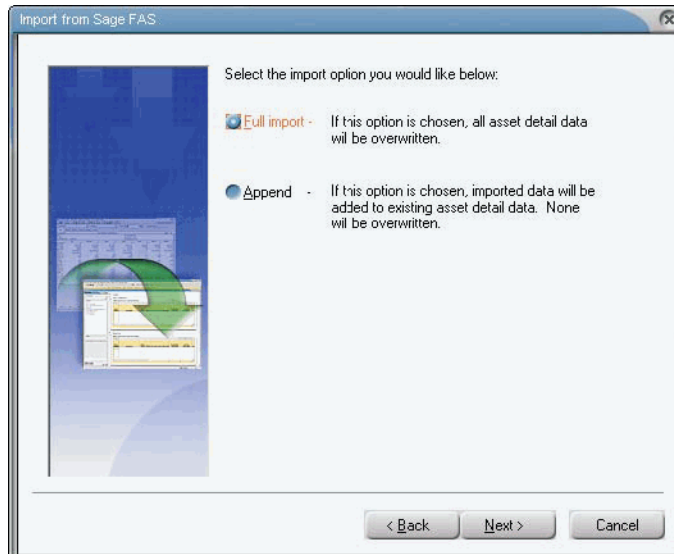 Import from Sage FAS
Select the import option you would like below:
Full import - If this option is chosen, all asset detail data
wil be overwritten.
Append - If this option is chosen, imported data will be
added to existing asset detail data. None
wil be overwritten.
< Back Next > Cancel